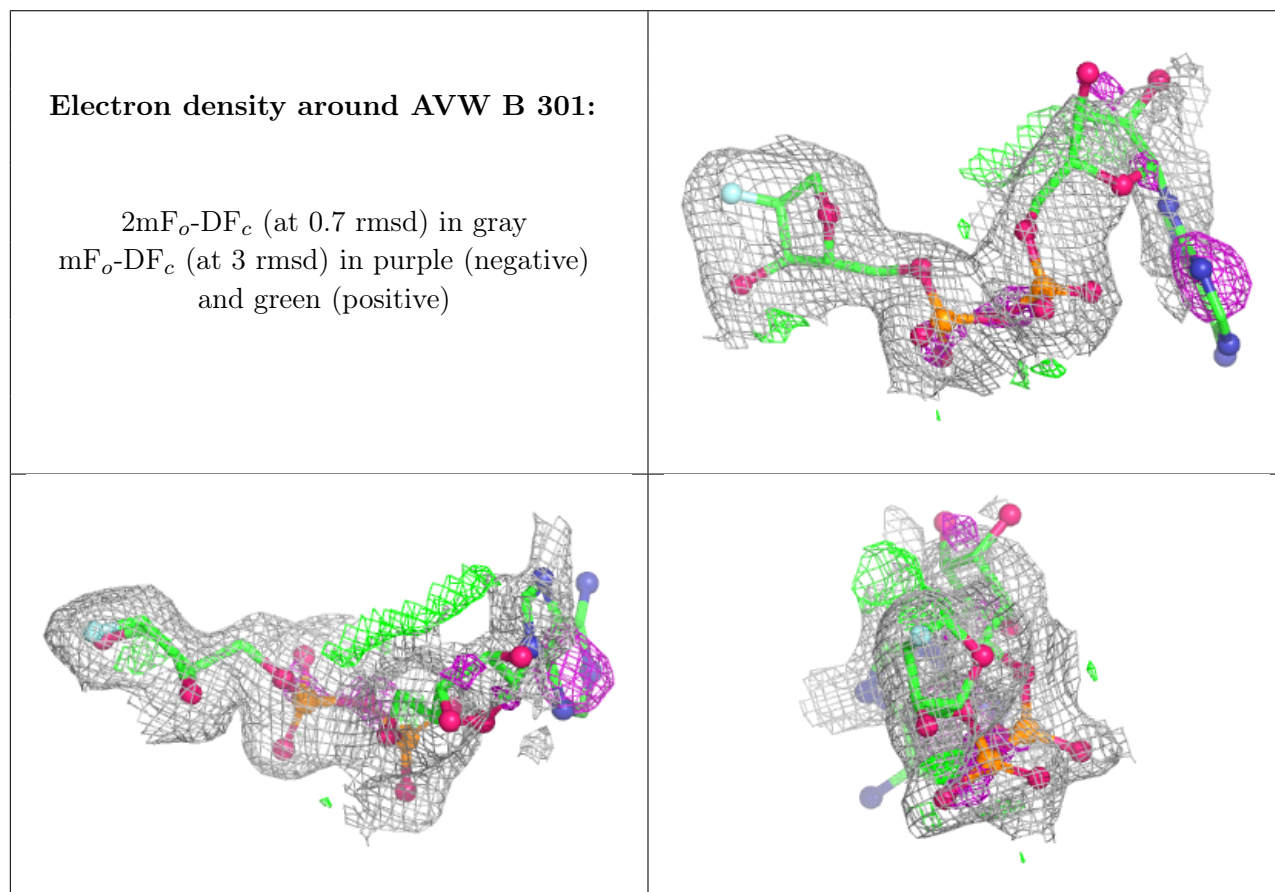 Electron density around AVW B 301:
2mFo-DFc (at 0.7 rmsd) in gray
mFo-DFc (at 3 rmsd) in purple (negative)
and green (positive)